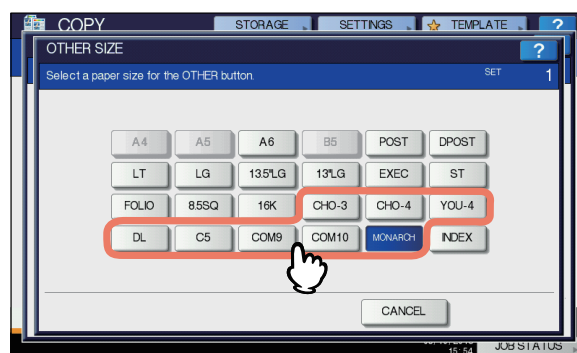 COPY STORAGE SETTINGS TEMPLATE ?
OTHER SIZE ?
Select a paper size for the OTHER button. SET 1
A4 A5 A6 B5 POST DPOST
LT LG 13.5"LG 13"LG EXEC ST
FOLIO 8.5SQ 16K CHO-3 CHO-4 YOU-4
DL C5 COM9 COM10 MONARCH INDEX
CANCEL
15:54 JOB STATUS